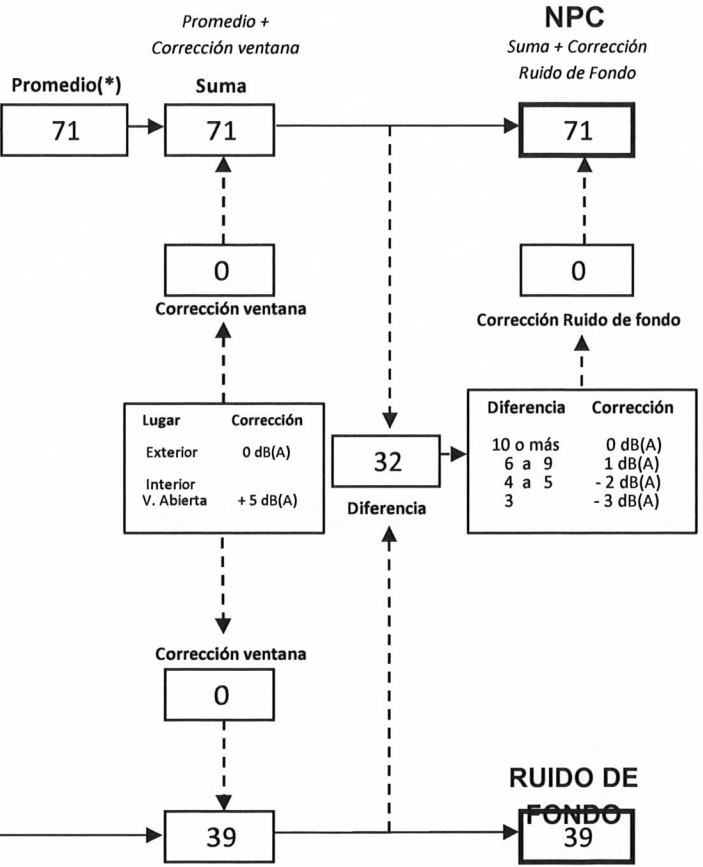 NPC
Promedio +
Corrección ventana
Suma + Corrección
Ruido de Fondo
Promedio(*)
Suma
71
71
71
0
0
Corrección ventana
Corrección Ruido de fondo
Lugar Corrección
Exterior 0 dB(A)
Interior
V. Abierta + 5 dB(A)
32
Diferencia
Diferencia Corrección
10 o más 0 dB(A)
6 a 9 1 dB(A)
4 a 5 - 2 dB(A)
3 - 3 dB(A)
Corrección ventana
0
RUIDO DE
FONDO
39
39